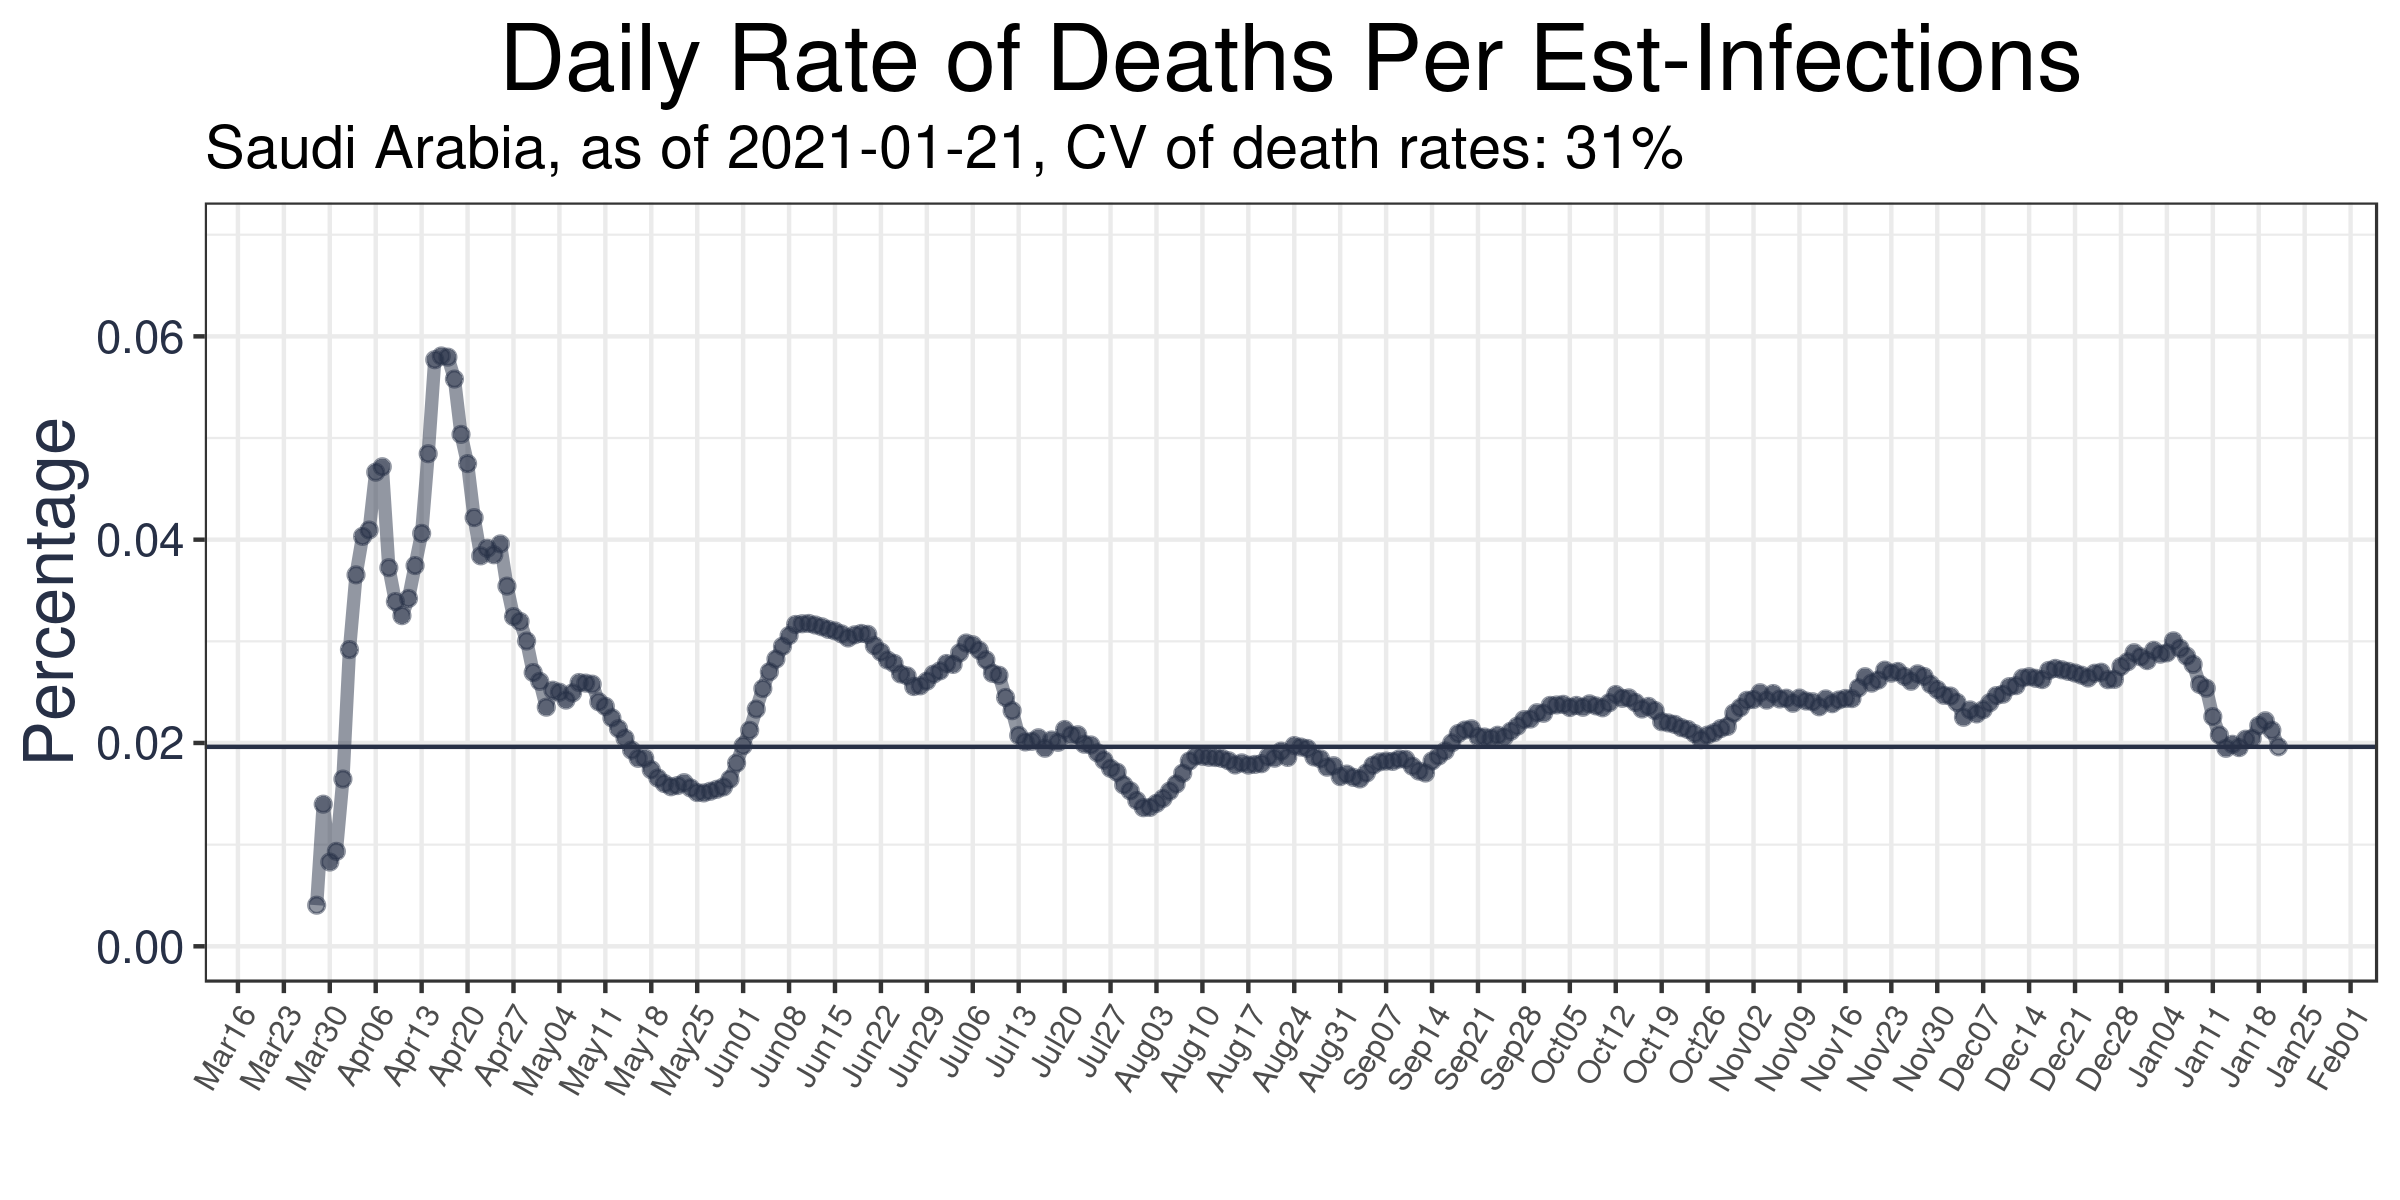 Daily Rate of Deaths Per Est-Infections
Saudi Arabia, as of 2021-01-21, CV of death rates: 31%
Percentage
0.06
0.04
0.02
0.00
Mar16
Mar23
Mar30
Apr06
Apr13
Apr20
Apr27
May04
May11
May18
May25
Jun01
Jun08
Jun15
Jun22
Jun29
Jul06
Jul13
Jul20
Jul27
Aug03
Aug10
Aug17
Aug24
Aug31
Sep07
Sep14
Sep21
Sep28
Oct05
Oct12
Oct19
Oct26
Nov02
Nov09
Nov16
Nov23
Nov30
Dec07
Dec14
Dec21
Dec28
Jan04
Jan11
Jan18
Jan25
Feb01